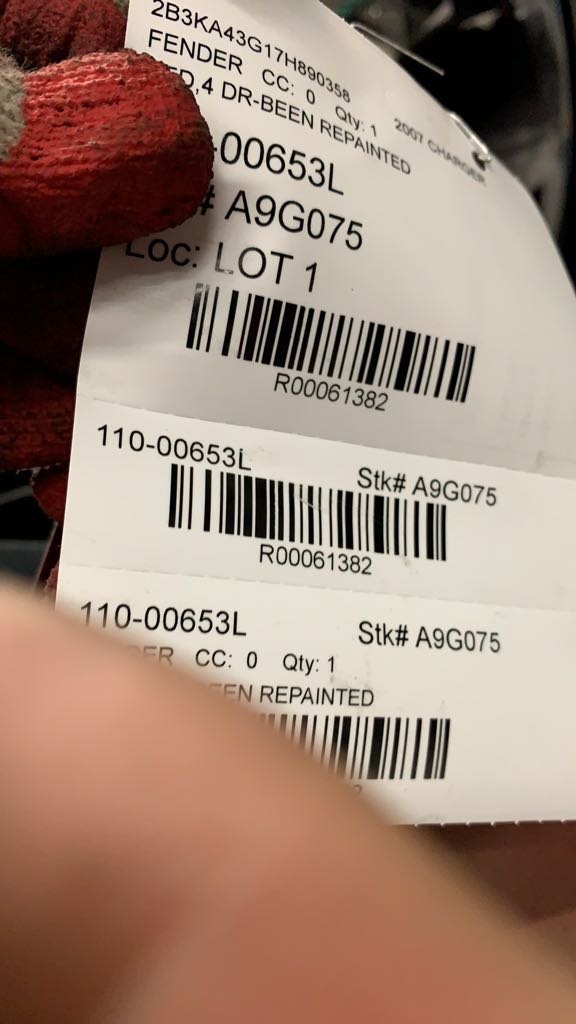 2B3KA43G17H890358
FENDER CC: 0 Qty: 1 2007 CHARGER
,4 DR-BEEN REPAINTED
-00653L
# A9G075
Loc: LOT 1
R00061382
110-00653L Stk# A9G075
R00061382
110-00653L Stk# A9G075
CC: 0 Qty: 1
REPAINTED